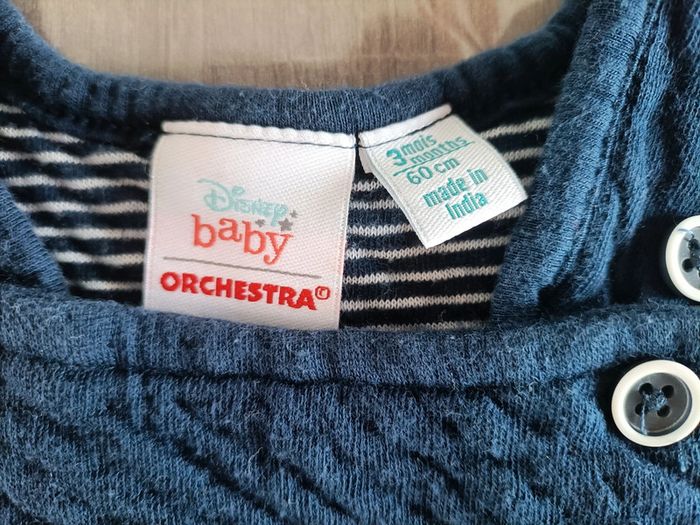 Disney
baby
ORCHESTRA
3 mois
months
60 cm
made in
India